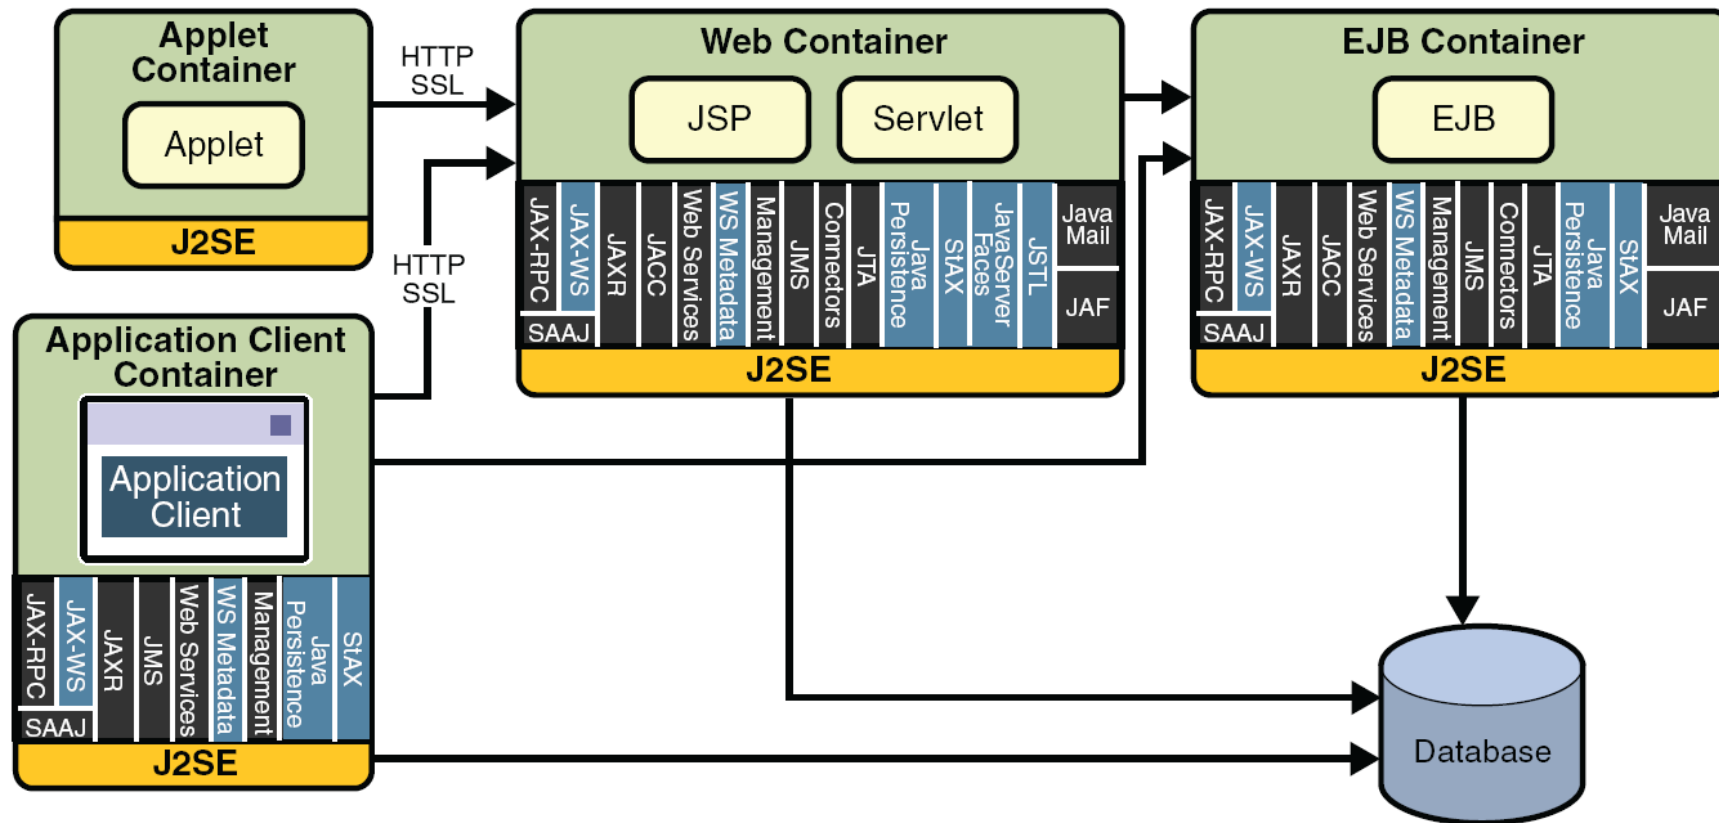 Applet
Container
Applet
J2SE
HTTP
SSL
HTTP
SSL
Web Container
JSP
Servlet
JAX-RPC
JAX-WS
SAAJ
JAXR
JACC
Web Services
WS Metadata
Management
JMS
Connectors
JTA
Java
Persistence
StAX
JavaServer
Faces
JSTL
Java
Mail
JAF
J2SE
EJB Container
EJB
JAX-RPC
JAX-WS
SAAJ
JAXR
JACC
Web Services
WS Metadata
Management
JMS
Connectors
JTA
Java
Persistence
StAX
Java
Mail
JAF
J2SE
Application Client
Container
Application
Client
JAX-RPC
JAX-WS
SAAJ
JAXR
JMS
Web Services
WS Metadata
Management
Java
Persistence
StAX
J2SE
Database